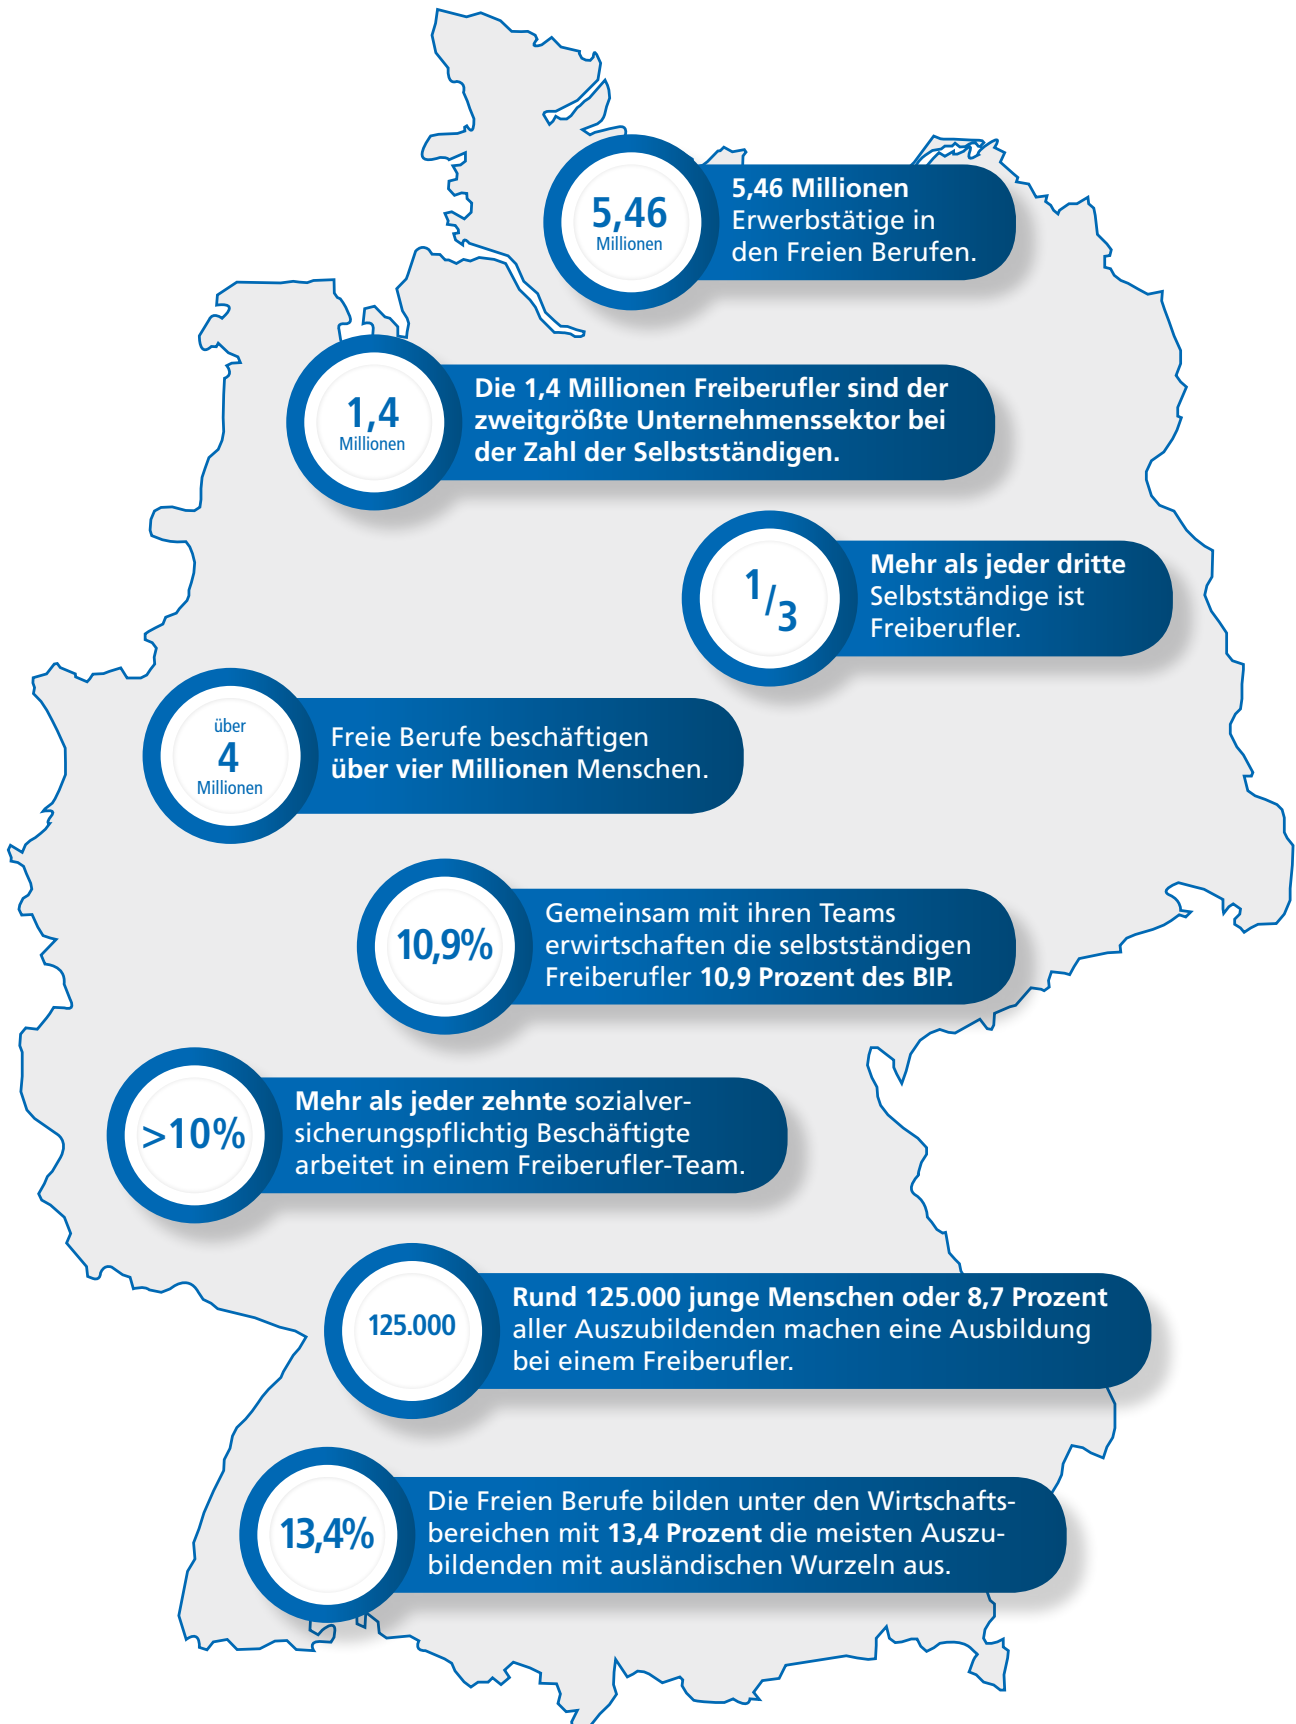 5,46
Millionen
5,46 Millionen
Erwerbstätige in
den Freien Berufen.
1,4
Millionen
Die 1,4 Millionen Freiberufler sind der
zweitgrößte Unternehmenssektor bei
der Zahl der Selbstständigen.
1/3
Mehr als jeder dritte
Selbstständige ist
Freiberufler.
über
4
Millionen
Freie Berufe beschäftigen
über vier Millionen Menschen.
10,9%
Gemeinsam mit ihren Teams
erwirtschaften die selbstständigen
Freiberufler 10,9 Prozent des BIP.
>10%
Mehr als jeder zehnte sozialver-
sicherungspflichtig Beschäftigte
arbeitet in einem Freiberufler-Team.
125.000
Rund 125.000 junge Menschen oder 8,7 Prozent
aller Auszubildenden machen eine Ausbildung
bei einem Freiberufler.
13,4%
Die Freien Berufe bilden unter den Wirtschafts-
bereichen mit 13,4 Prozent die meisten Auszu-
bildenden mit ausländischen Wurzeln aus.